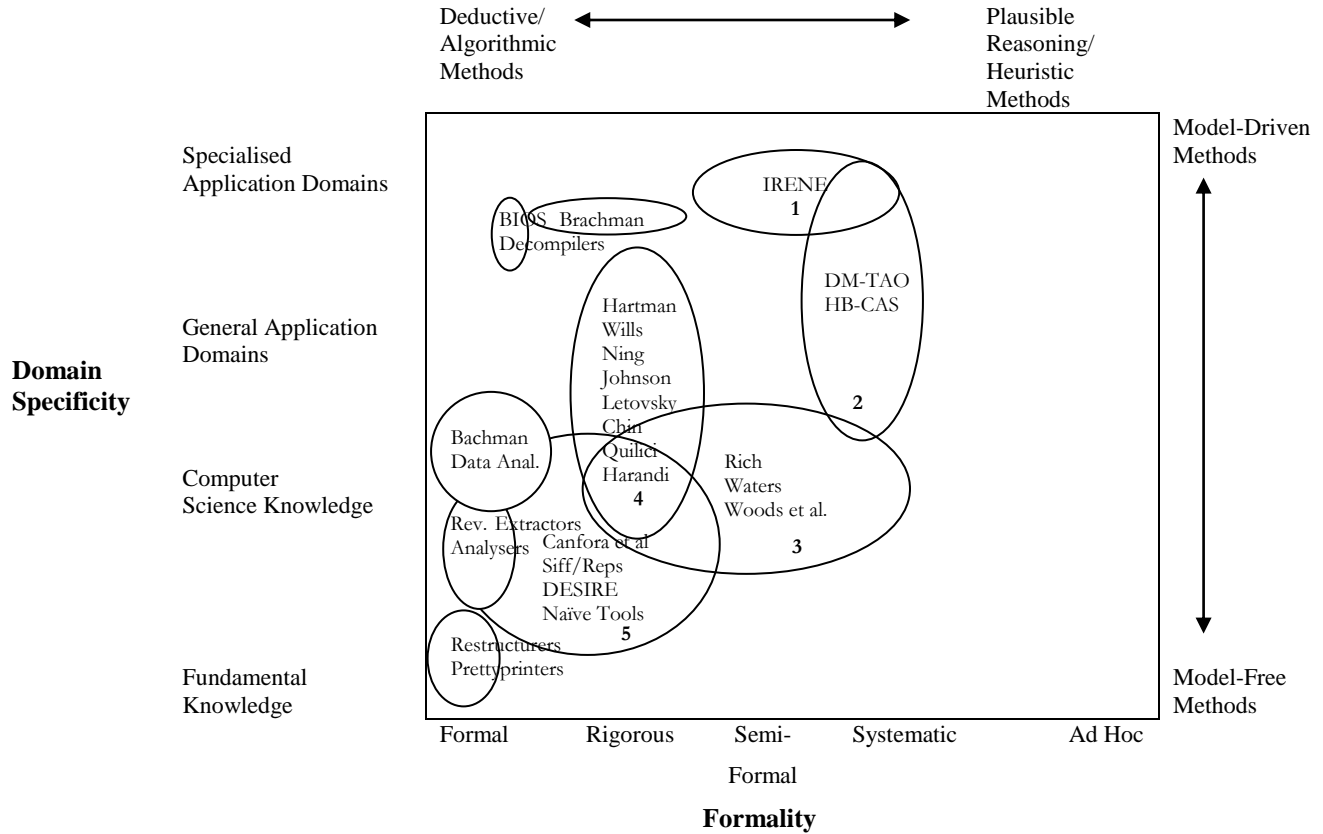 Deductive/
Algorithmic
Methods
Plausible
Reasoning/
Heuristic
Methods
Model-Driven
Methods
Specialised
Application Domains
IRENE
1
BIOS Brachman
Decompilers
DM-TAO
HB-CAS
2
Hartman
Wills
Ning
Johnson
Letovsky
Chin
Quilici
Harandi
4
General Application
Domains
Domain
Specificity
Bachman
Data Anal.
Rich
Waters
Woods et al.
3
Computer
Science Knowledge
Rev. Extractors
Analysers
Canfora et al
Siff/Reps
DESIRE
Naïve Tools
5
Restructurers
Prettyprinters
Fundamental
Knowledge
Model-Free
Methods
Formal
Rigorous
Semi-
Formal
Systematic
Ad Hoc
Formality